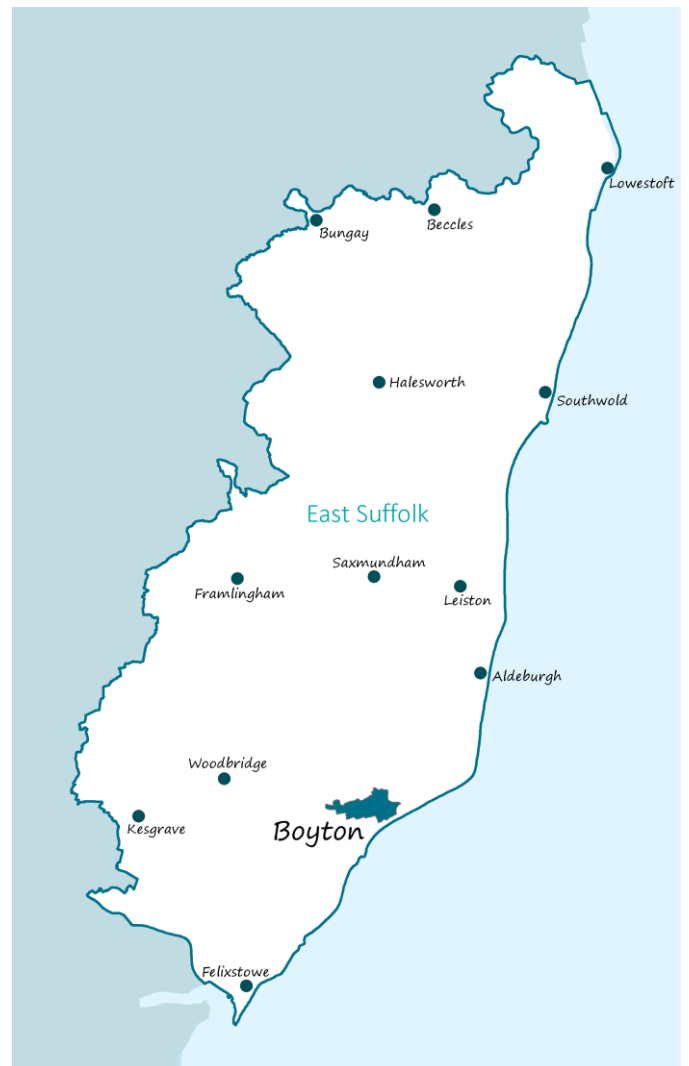 Lowestoft
Beccles
Bungay
Halesworth
Southwold
East Suffolk
Saxmundham
Framlingham
Leiston
Aldeburgh
Woodbridge
Kesgrave
Boyton
Felixstowe